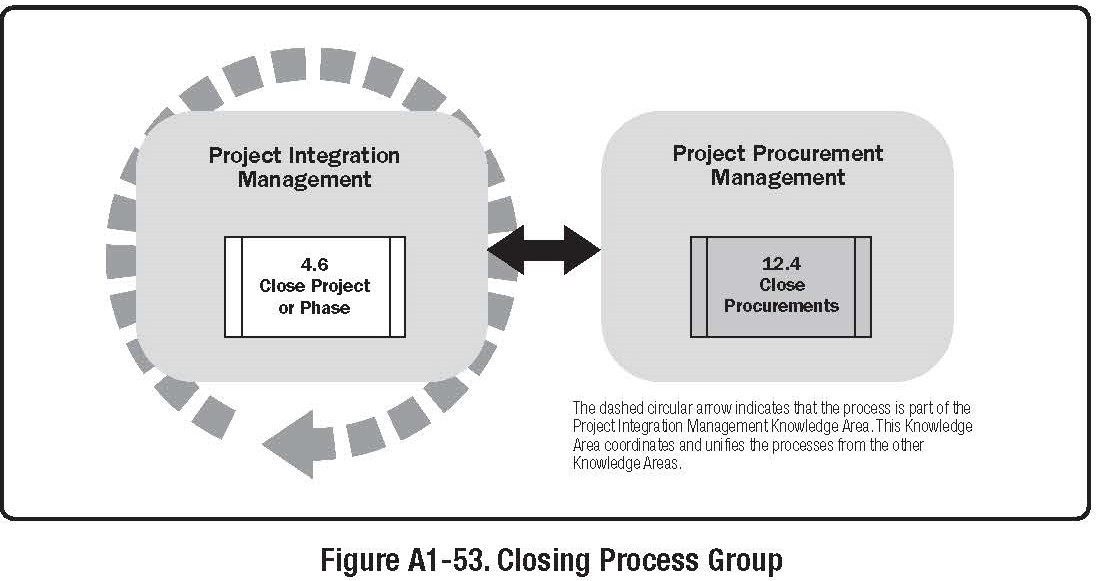 Project Integration
Management
4.6
Close Project
or Phase
Project Procurement
Management
12.4
Close
Procurements
The dashed circular arrow indicates that the process is part of the
Project Integration Management Knowledge Area. This Knowledge
Area coordinates and unifies the processes from the other
Knowledge Areas.
Figure A1-53. Closing Process Group